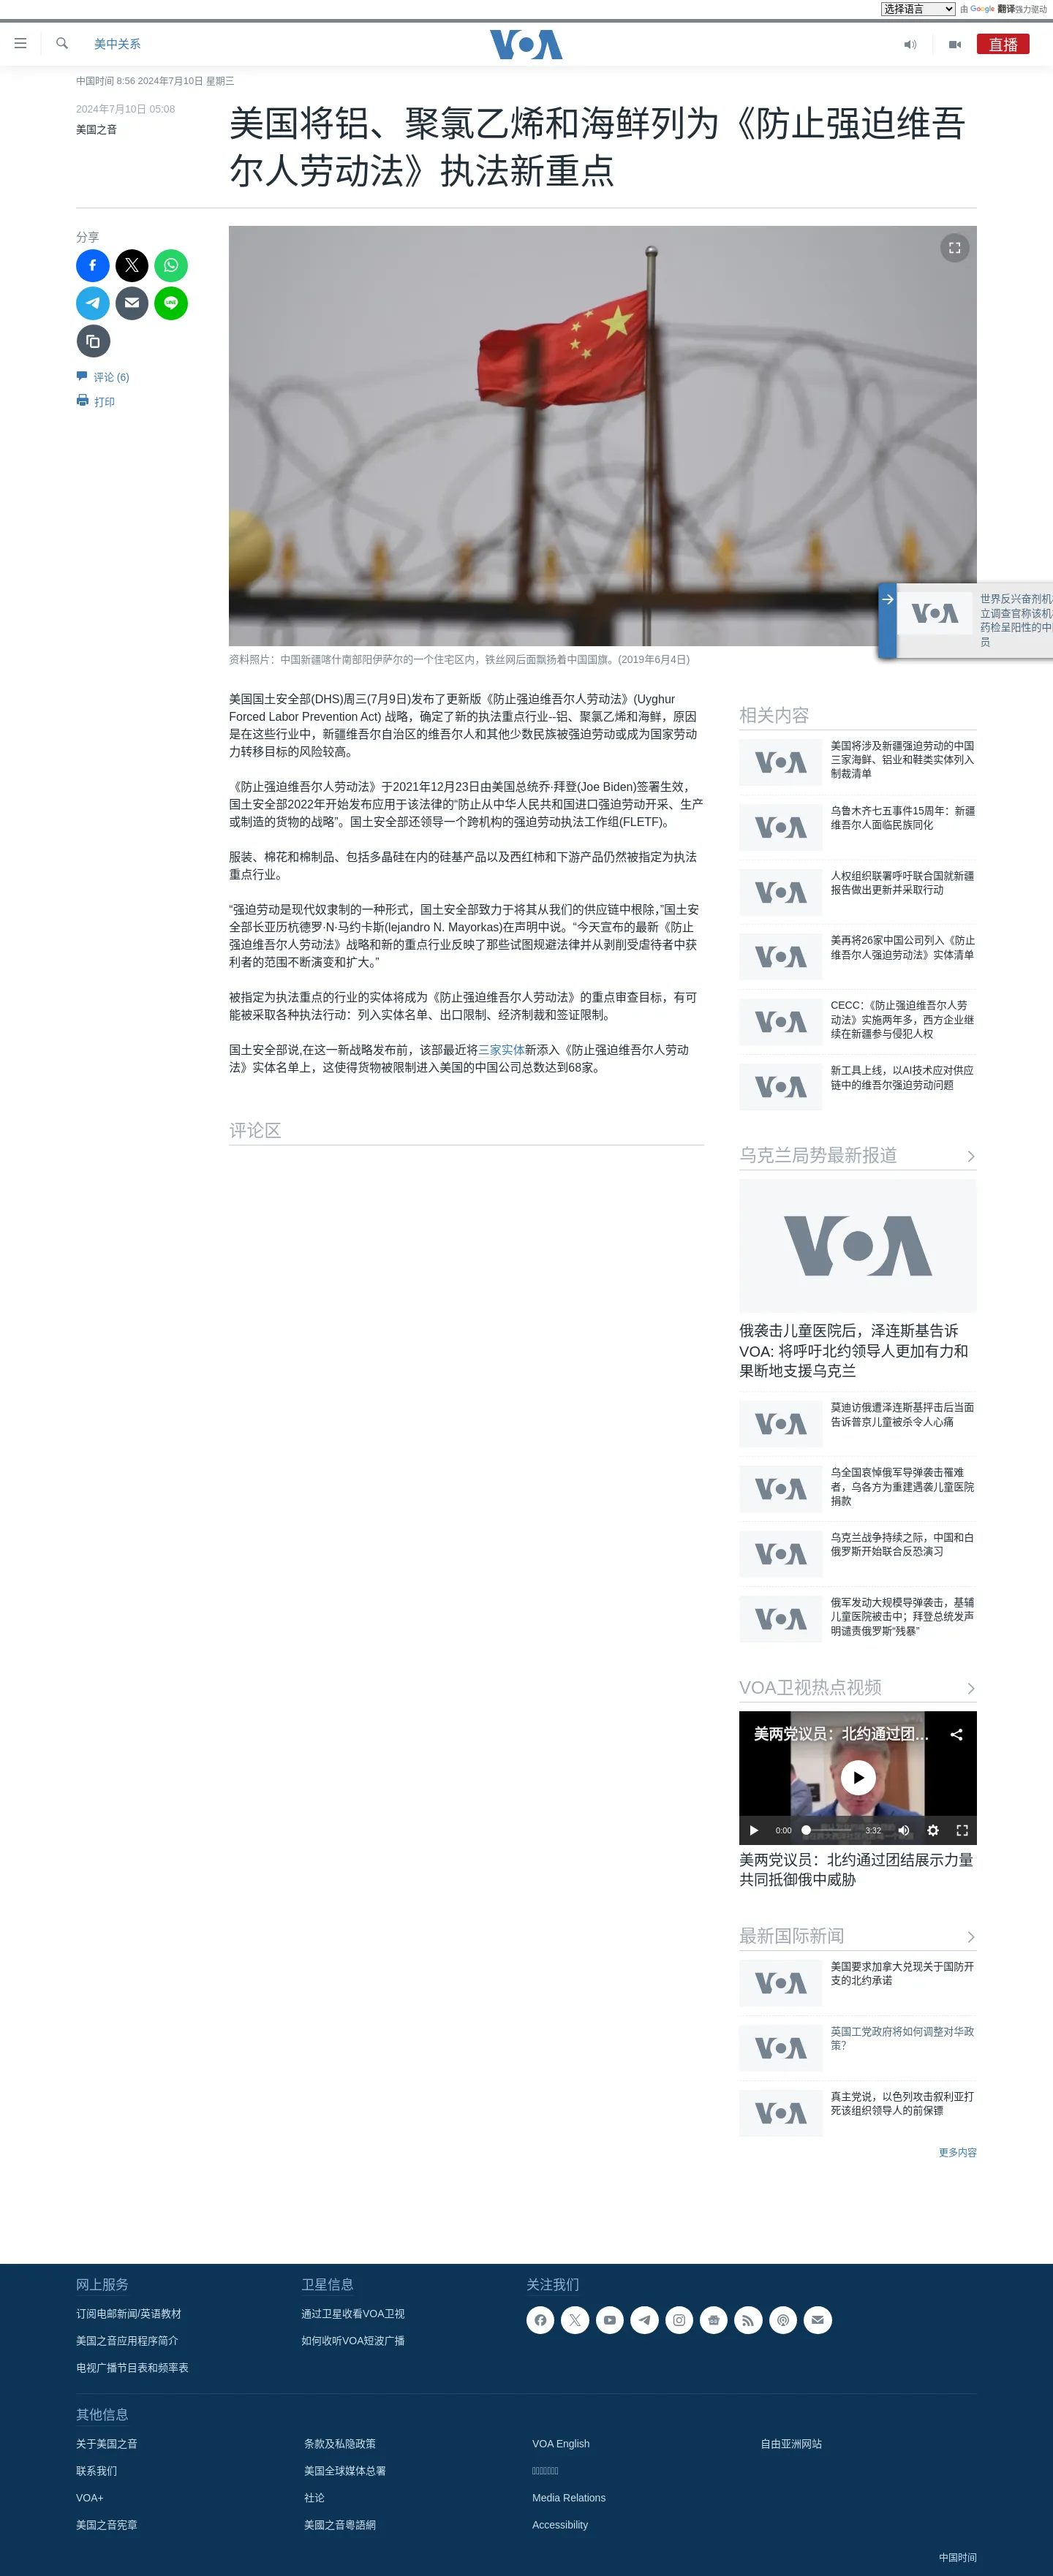 选择语言 由 Google 翻译强力驱动
美中关系
VOA
直播
中国时间 8:56 2024年7月10日 星期三
2024年7月10日 05:08
美国之音
美国将铝、聚氯乙烯和海鲜列为《防止强迫维吾
尔人劳动法》执法新重点
分享
评论 (6)
打印
世界反兴奋剂机
立调查官称该机
药检呈阳性的中
员
资料照片：中国新疆喀什南部阳伊萨尔的一个住宅区内，铁丝网后面飘扬着中国国旗。(2019年6月4日)
美国国土安全部(DHS)周三(7月9日)发布了更新版《防止强迫维吾尔人劳动法》(Uyghur
Forced Labor Prevention Act) 战略，确定了新的执法重点行业--铝、聚氯乙烯和海鲜，原因
是在这些行业中，新疆维吾尔自治区的维吾尔人和其他少数民族被强迫劳动或成为国家劳动
力转移目标的风险较高。
《防止强迫维吾尔人劳动法》于2021年12月23日由美国总统乔·拜登(Joe Biden)签署生效，
国土安全部2022年开始发布应用于该法律的“防止从中华人民共和国进口强迫劳动开采、生产
或制造的货物的战略”。国土安全部还领导一个跨机构的强迫劳动执法工作组(FLETF)。
服装、棉花和棉制品、包括多晶硅在内的硅基产品以及西红柿和下游产品仍然被指定为执法
重点行业。
“强迫劳动是现代奴隶制的一种形式，国土安全部致力于将其从我们的供应链中根除，”国土安
全部长亚历杭德罗·N·马约卡斯(lejandro N. Mayorkas)在声明中说。“今天宣布的最新《防止
强迫维吾尔人劳动法》战略和新的重点行业反映了那些试图规避法律并从剥削受虐待者中获
利者的范围不断演变和扩大。”
被指定为执法重点的行业的实体将成为《防止强迫维吾尔人劳动法》的重点审查目标，有可
能被采取各种执法行动：列入实体名单、出口限制、经济制裁和签证限制。
国土安全部说,在这一新战略发布前，该部最近将三家实体新添入《防止强迫维吾尔人劳动
法》实体名单上，这使得货物被限制进入美国的中国公司总数达到68家。
评论区
相关内容
美国将涉及新疆强迫劳动的中国
三家海鲜、铝业和鞋类实体列入
制裁清单
乌鲁木齐七五事件15周年：新疆
维吾尔人面临民族同化
人权组织联署呼吁联合国就新疆
报告做出更新并采取行动
美再将26家中国公司列入《防止
维吾尔人强迫劳动法》实体清单
CECC：《防止强迫维吾尔人劳
动法》实施两年多，西方企业继
续在新疆参与侵犯人权
新工具上线，以AI技术应对供应
链中的维吾尔强迫劳动问题
乌克兰局势最新报道
VOA
俄袭击儿童医院后，泽连斯基告诉
VOA: 将呼吁北约领导人更加有力和
果断地支援乌克兰
莫迪访俄遭泽连斯基抨击后当面
告诉普京儿童被杀令人心痛
乌全国哀悼俄军导弹袭击罹难
者，乌各方为重建遇袭儿童医院
捐款
乌克兰战争持续之际，中国和白
俄罗斯开始联合反恐演习
俄军发动大规模导弹袭击，基辅
儿童医院被击中；拜登总统发声
明谴责俄罗斯“残暴”
VOA卫视热点视频
美两党议员：北约通过团...
0:00 3:32
美两党议员：北约通过团结展示力量
共同抵御俄中威胁
最新国际新闻
美国要求加拿大兑现关于国防开
支的北约承诺
英国工党政府将如何调整对华政
策？
真主党说，以色列攻击叙利亚打
死该组织领导人的前保镖
更多内容
网上服务 卫星信息 关注我们
订阅电邮新闻/英语教材 通过卫星收看VOA卫视
美国之音应用程序简介 如何收听VOA短波广播
电视广播节目表和频率表
其他信息
关于美国之音 条款及私隐政策 VOA English 自由亚洲网站
联系我们 美国全球媒体总署
VOA+ 社论 Media Relations
美国之音宪章 美國之音粵語網 Accessibility
中国时间